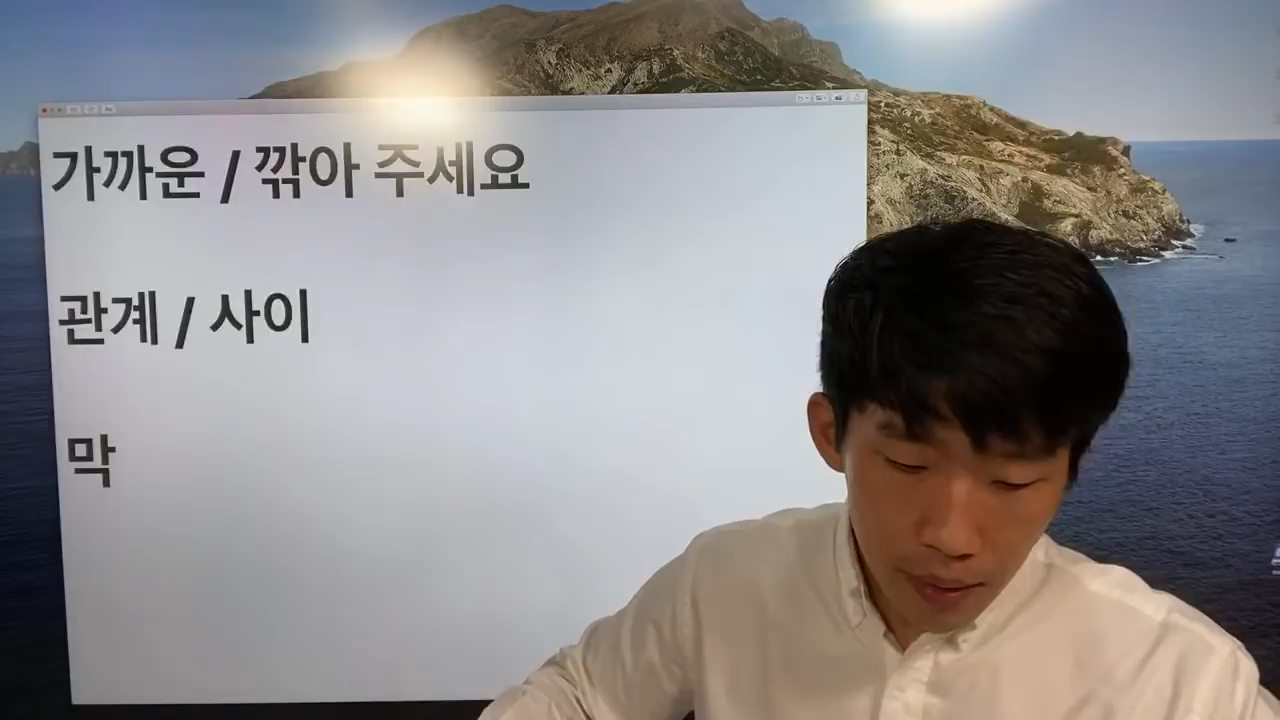 가까운 / 깎아 주세요
관계 / 사이
막